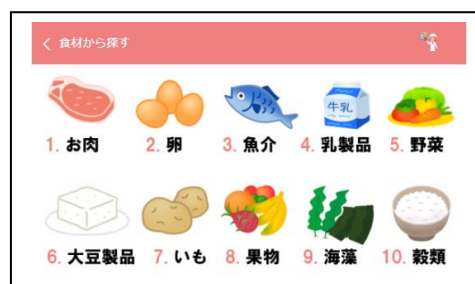 < 食材から探す
牛乳
1. お肉 2. 卵 3. 魚介 4. 乳製品 5. 野菜
6. 大豆製品 7. いも 8. 果物 9. 海藻 10. 穀類